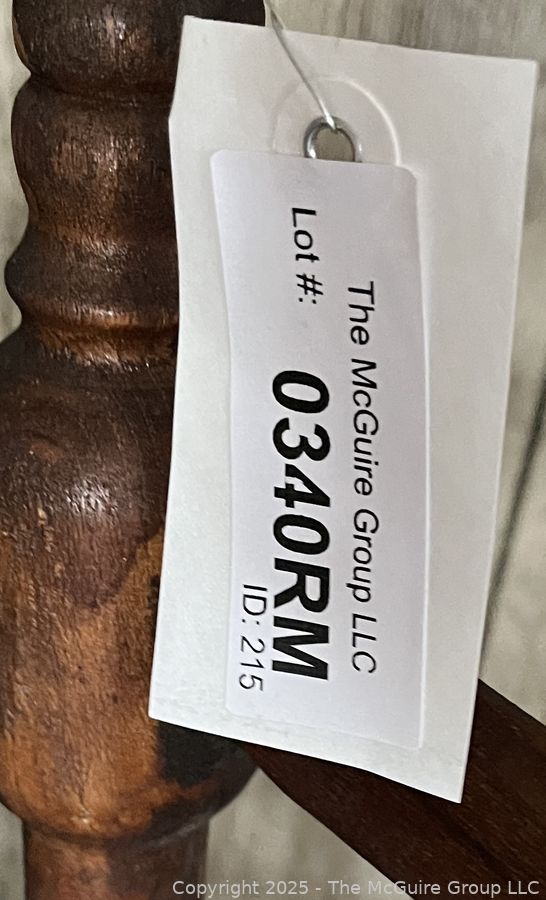 The McGuire Group LLC
Lot #: 0340RM
ID: 215
Copyright 2025 - The McGuire Group LLC